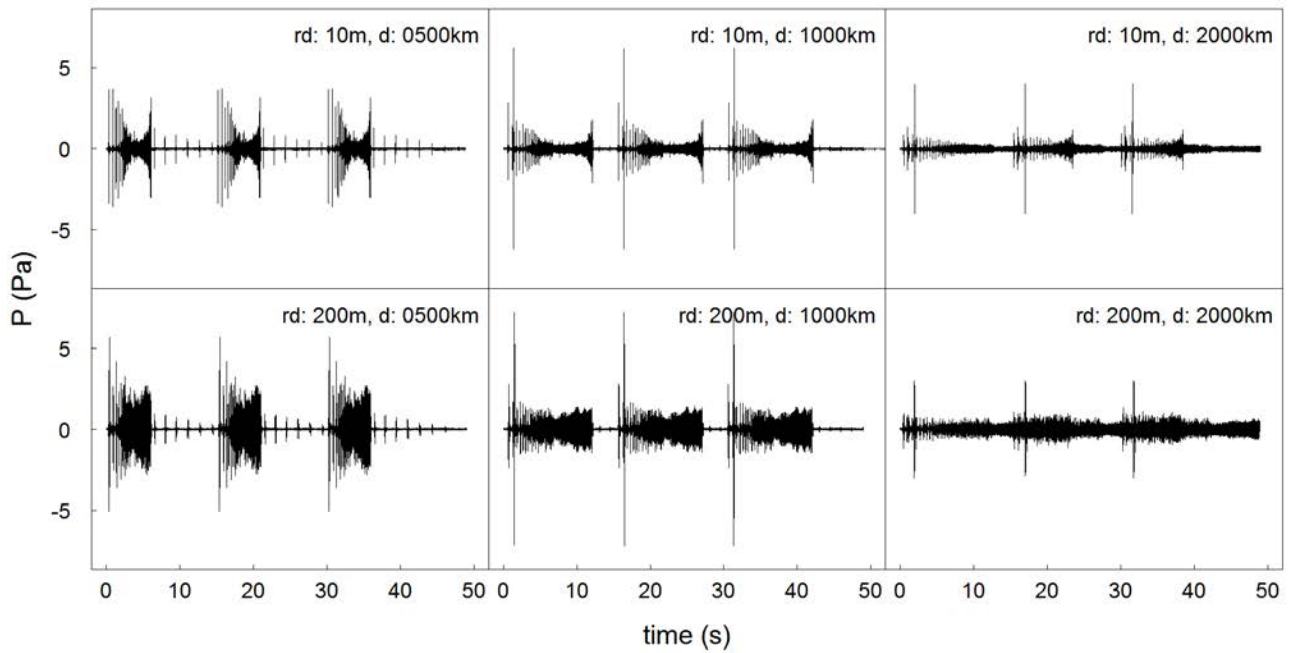 rd: 10m, d: 0500km
rd: 10m, d: 1000km
rd: 10m, d: 2000km
5
0
-5
P (Pa)
rd: 200m, d: 0500km
rd: 200m, d: 1000km
rd: 200m, d: 2000km
5
0
-5
0 10 20 30 40 50
0 10 20 30 40
0 10 20 30 40 50
time (s)